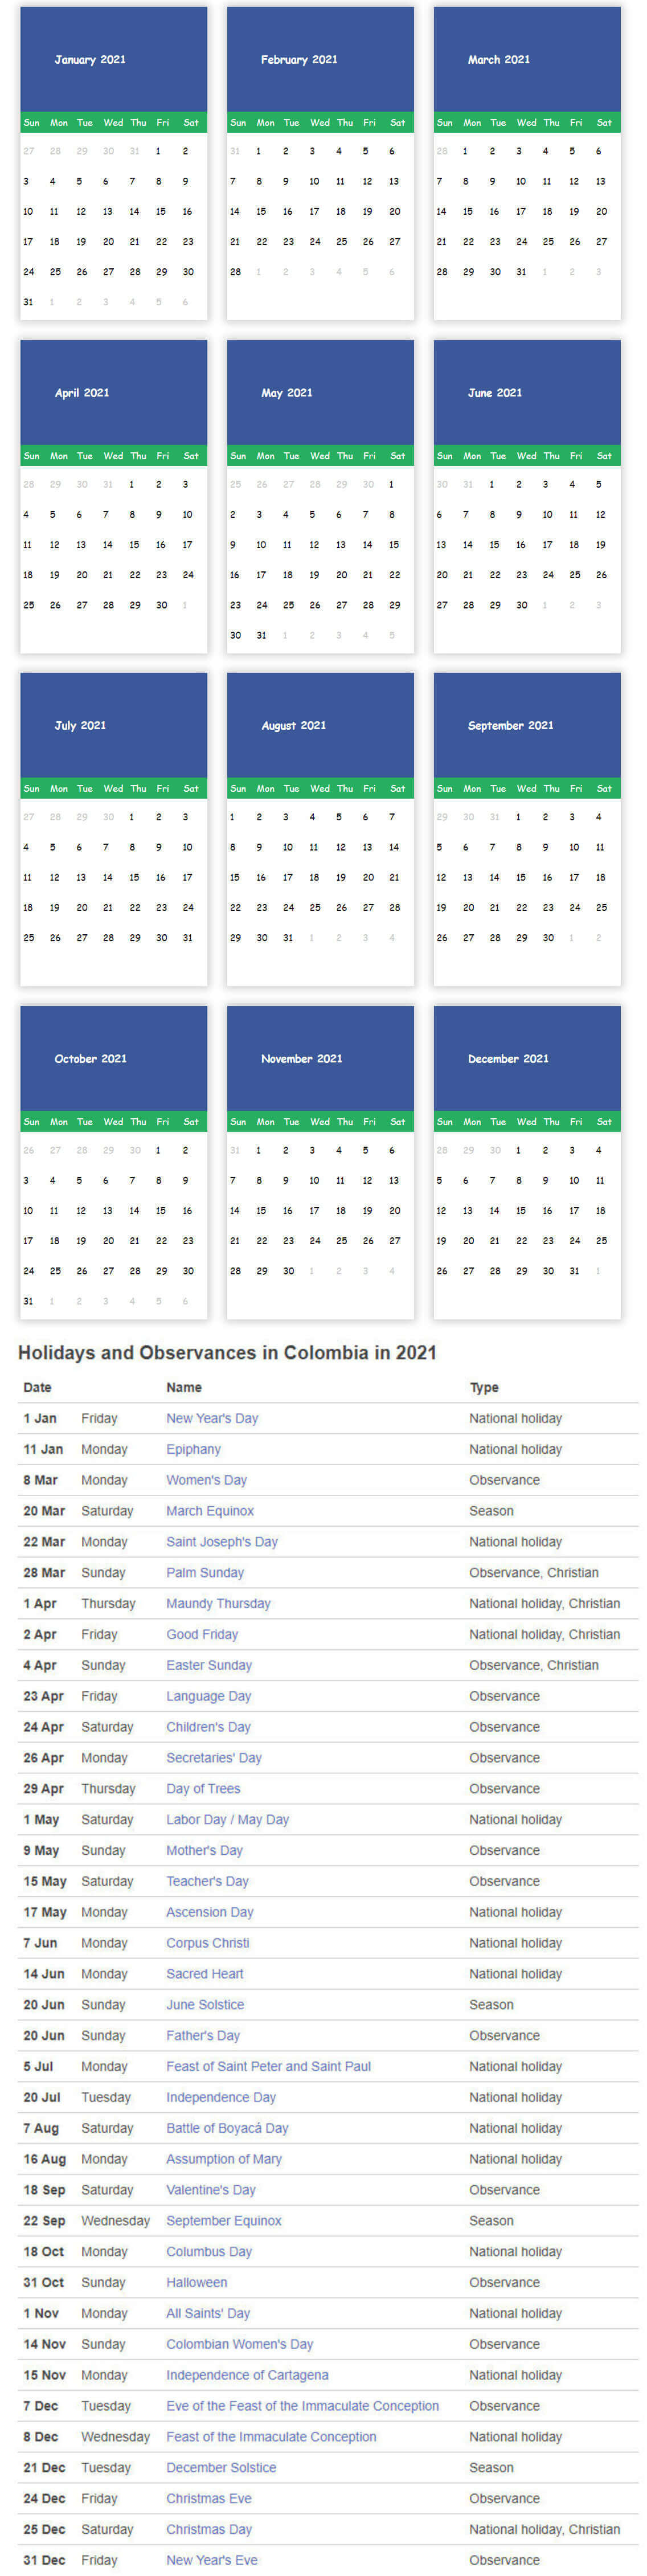 January 2021 February 2021 March 2021
Sun Mon Tue Wed Thu Fri Sat Sun Mon Tue Wed Thu Fri Sat Sun Mon Tue Wed Thu Fri Sat
27 28 29 30 31 1 2 31 1 2 3 4 5 6 28 1 2 3 4 5 6
3 4 5 6 7 8 9 7 8 9 10 11 12 13 7 8 9 10 11 12 13
10 11 12 13 14 15 16 14 15 16 17 18 19 20 14 15 16 17 18 19 20
17 18 19 20 21 22 23 21 22 23 24 25 26 27 21 22 23 24 25 26 27
24 25 26 27 28 29 30 28 1 2 3 4 5 6 28 29 30 31 1 2 3
31 1 2 3 4 5 6
April 2021 May 2021 June 2021
Sun Mon Tue Wed Thu Fri Sat Sun Mon Tue Wed Thu Fri Sat Sun Mon Tue Wed Thu Fri Sat
28 29 30 31 1 2 3 25 26 27 28 29 30 1 30 31 1 2 3 4 5
4 5 6 7 8 9 10 2 3 4 5 6 7 8 6 7 8 9 10 11 12
11 12 13 14 15 16 17 9 10 11 12 13 14 15 13 14 15 16 17 18 19
18 19 20 21 22 23 24 16 17 18 19 20 21 22 20 21 22 23 24 25 26
25 26 27 28 29 30 1 23 24 25 26 27 28 29 27 28 29 30 1 2 3
30 31 1 2 3 4 5
July 2021 August 2021 September 2021
Sun Mon Tue Wed Thu Fri Sat Sun Mon Tue Wed Thu Fri Sat Sun Mon Tue Wed Thu Fri Sat
27 28 29 30 1 2 3 1 2 3 4 5 6 7 29 30 31 1 2 3 4
4 5 6 7 8 9 10 8 9 10 11 12 13 14 5 6 7 8 9 10 11
11 12 13 14 15 16 17 15 16 17 18 19 20 21 12 13 14 15 16 17 18
18 19 20 21 22 23 24 22 23 24 25 26 27 28 19 20 21 22 23 24 25
25 26 27 28 29 30 31 29 30 31 1 2 3 4 26 27 28 29 30 1 2
October 2021 November 2021 December 2021
Sun Mon Tue Wed Thu Fri Sat Sun Mon Tue Wed Thu Fri Sat Sun Mon Tue Wed Thu Fri Sat
26 27 28 29 30 1 2 31 1 2 3 4 5 6 28 29 30 1 2 3 4
3 4 5 6 7 8 9 7 8 9 10 11 12 13 5 6 7 8 9 10 11
10 11 12 13 14 15 16 14 15 16 17 18 19 20 12 13 14 15 16 17 18
17 18 19 20 21 22 23 21 22 23 24 25 26 27 19 20 21 22 23 24 25
24 25 26 27 28 29 30 28 29 30 1 2 3 4 26 27 28 29 30 31 1
31 1 2 3 4 5 6
Holidays and Observances in Colombia in 2021
Date Name Type
1 Jan Friday New Year's Day National holiday
11 Jan Monday Epiphany National holiday
8 Mar Monday Women's Day Observance
20 Mar Saturday March Equinox Season
22 Mar Monday Saint Joseph's Day National holiday
28 Mar Sunday Palm Sunday Observance, Christian
1 Apr Thursday Maundy Thursday National holiday, Christian
2 Apr Friday Good Friday National holiday, Christian
4 Apr Sunday Easter Sunday Observance, Christian
23 Apr Friday Language Day Observance
24 Apr Saturday Children's Day Observance
26 Apr Monday Secretaries' Day Observance
29 Apr Thursday Day of Trees Observance
1 May Saturday Labor Day / May Day National holiday
9 May Sunday Mother's Day Observance
15 May Saturday Teacher's Day Observance
17 May Monday Ascension Day National holiday
7 Jun Monday Corpus Christi National holiday
14 Jun Monday Sacred Heart National holiday
20 Jun Sunday June Solstice Season
20 Jun Sunday Father's Day Observance
5 Jul Monday Feast of Saint Peter and Saint Paul National holiday
20 Jul Tuesday Independence Day National holiday
7 Aug Saturday Battle of Boyacá Day National holiday
16 Aug Monday Assumption of Mary National holiday
18 Sep Saturday Valentine's Day Observance
22 Sep Wednesday September Equinox Season
18 Oct Monday Columbus Day National holiday
31 Oct Sunday Halloween Observance
1 Nov Monday All Saints' Day National holiday
14 Nov Sunday Colombian Women's Day Observance
15 Nov Monday Independence of Cartagena National holiday
7 Dec Tuesday Eve of the Feast of the Immaculate Conception Observance
8 Dec Wednesday Feast of the Immaculate Conception National holiday
21 Dec Tuesday December Solstice Season
24 Dec Friday Christmas Eve Observance
25 Dec Saturday Christmas Day National holiday, Christian
31 Dec Friday New Year's Eve Observance